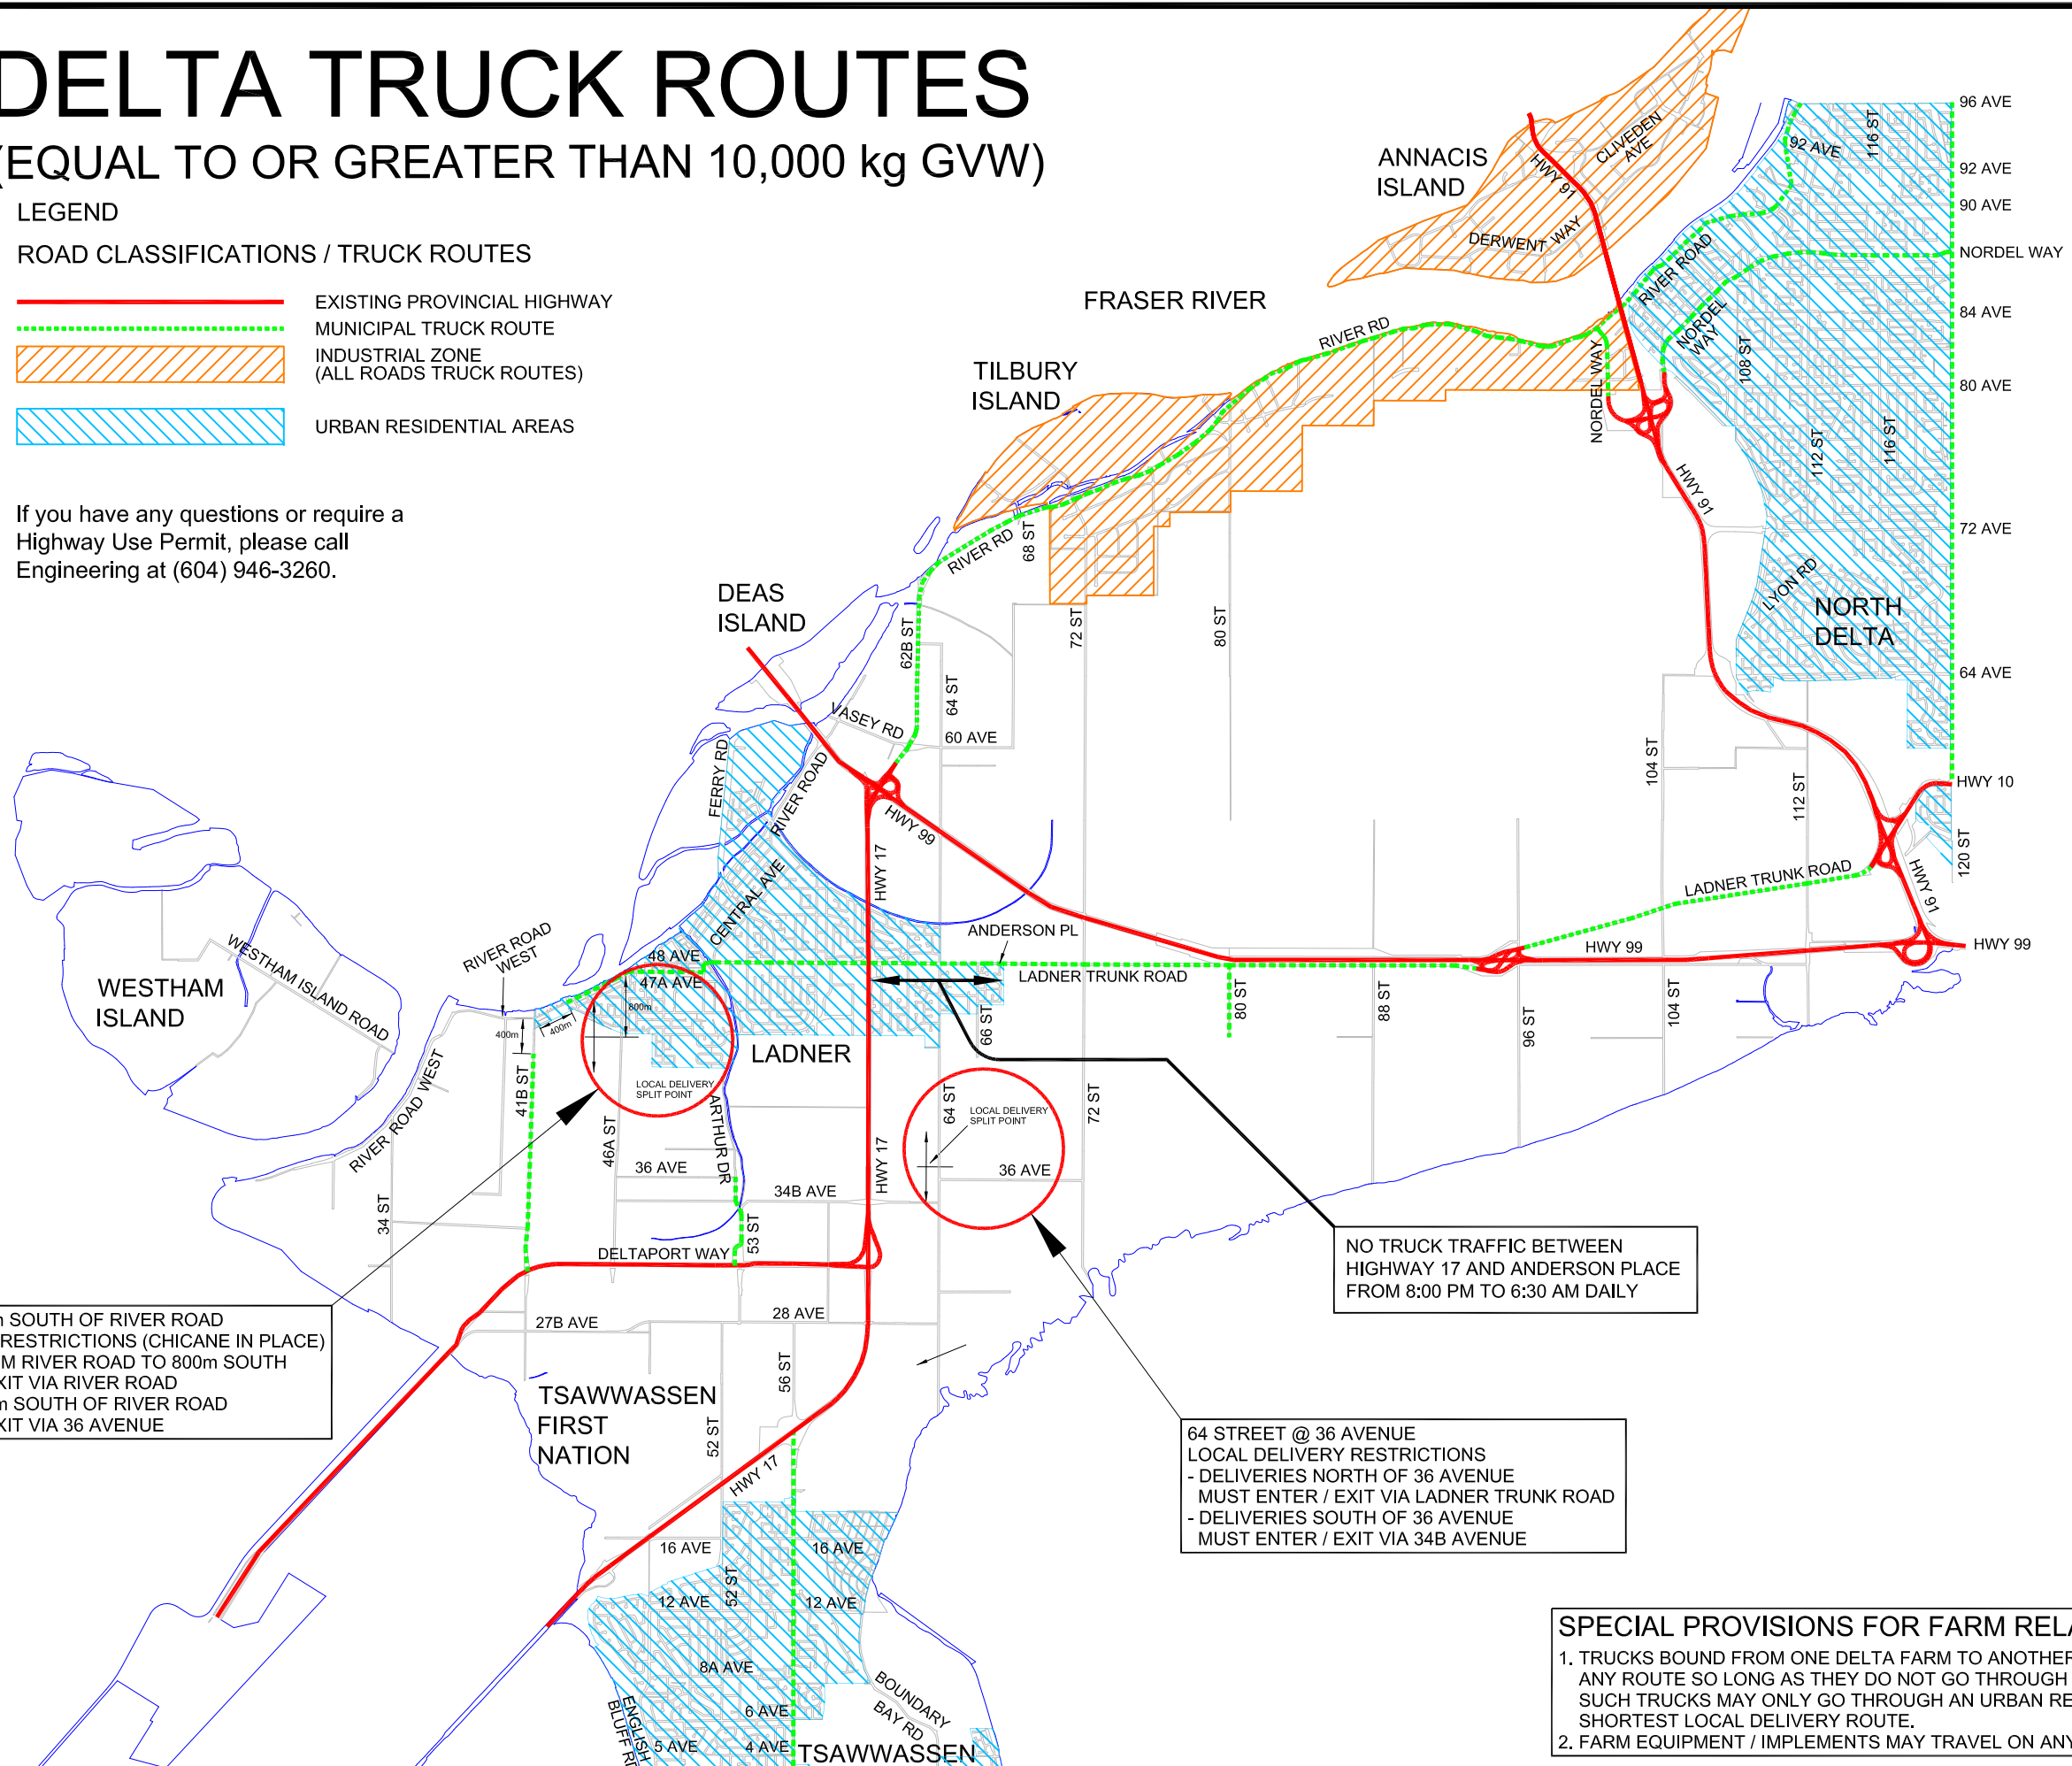 DELTA TRUCK ROUTES
(EQUAL TO OR GREATER THAN 10,000 kg GVW)
LEGEND
ROAD CLASSIFICATIONS / TRUCK ROUTES
EXISTING PROVINCIAL HIGHWAY
MUNICIPAL TRUCK ROUTE
INDUSTRIAL ZONE
(ALL ROADS TRUCK ROUTES)
URBAN RESIDENTIAL AREAS
If you have any questions or require a
Highway Use Permit, please call
Engineering at (604) 946-3260.
ANNACIS
ISLAND
HWY 91
CLIVEDEN
AVE
DERWENT WAY
92 AVE
116 ST
96 AVE
92 AVE
90 AVE
NORDEL WAY
84 AVE
80 AVE
72 AVE
64 AVE
HWY 10
120 ST
HWY 99
FRASER RIVER
RIVER RD
TILBURY
ISLAND
RIVER ROAD
NORDEL
WAY
NORDEL WAY
108 ST
112 ST
116 ST
HWY 91
LYON RD
NORTH
DELTA
RIVER RD
68 ST
DEAS
ISLAND
62B ST
64 ST
72 ST
80 ST
VASEY RD
60 AVE
FERRY RD
RIVER ROAD
HWY 99
HWY 17
CENTRAL AVE
104 ST
112 ST
LADNER TRUNK ROAD
HWY 91
HWY 99
ANDERSON PL
LADNER TRUNK ROAD
48 AVE
47A AVE
RIVER ROAD
WEST
WESTHAM ISLAND ROAD
WESTHAM
ISLAND
800m
400m
400m
LADNER
66 ST
80 ST
88 ST
96 ST
104 ST
LOCAL DELIVERY
SPLIT POINT
41B ST
RIVER ROAD WEST
46A ST
ARTHUR DR
64 ST
LOCAL DELIVERY
SPLIT POINT
72 ST
36 AVE
36 AVE
HWY 17
34B AVE
34 ST
53 ST
DELTAPORT WAY
NO TRUCK TRAFFIC BETWEEN
HIGHWAY 17 AND ANDERSON PLACE
FROM 8:00 PM TO 6:30 AM DAILY
SOUTH OF RIVER ROAD
RESTRICTIONS (CHICANE IN PLACE)
M RIVER ROAD TO 800m SOUTH
XIT VIA RIVER ROAD
SOUTH OF RIVER ROAD
XIT VIA 36 AVENUE
27B AVE
28 AVE
56 ST
TSAWWASSEN
FIRST
NATION
52 ST
HWY 17
64 STREET @ 36 AVENUE
LOCAL DELIVERY RESTRICTIONS
- DELIVERIES NORTH OF 36 AVENUE
MUST ENTER / EXIT VIA LADNER TRUNK ROAD
- DELIVERIES SOUTH OF 36 AVENUE
MUST ENTER / EXIT VIA 34B AVENUE
16 AVE
16 AVE
52 ST
12 AVE
12 AVE
8A AVE
BOUNDARY
BAY RD
ENGLISH
BLUFF RD
6 AVE
5 AVE
4 AVE
TSAWWASSEN
SPECIAL PROVISIONS FOR FARM RELA
1. TRUCKS BOUND FROM ONE DELTA FARM TO ANOTHER
ANY ROUTE SO LONG AS THEY DO NOT GO THROUGH
SUCH TRUCKS MAY ONLY GO THROUGH AN URBAN RE
SHORTEST LOCAL DELIVERY ROUTE.
2. FARM EQUIPMENT / IMPLEMENTS MAY TRAVEL ON ANY